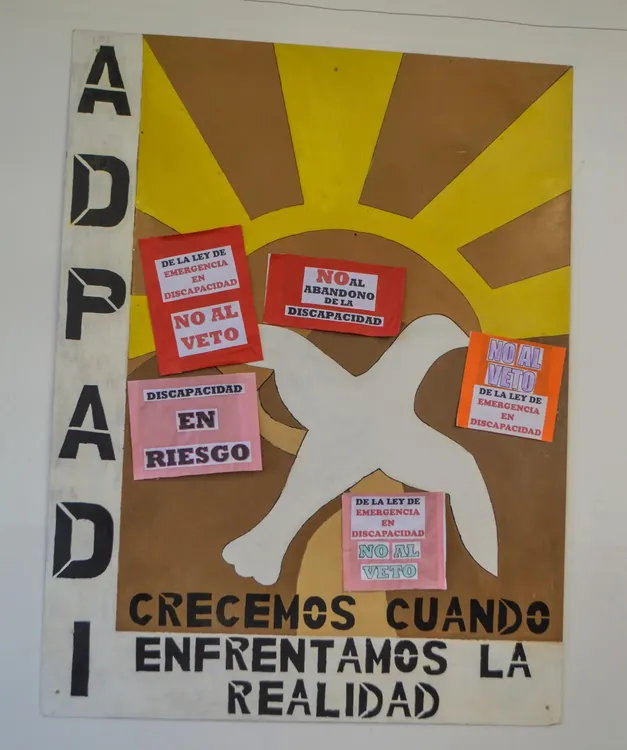 ADPADI
DE LA LEY DE
EMERGENCIA
EN
DISCAPACIDAD
NO AL
VETO
NO AL
ABANDONO
DE LA
DISCAPACIDAD
NO AL
VETO
DE LA LEY DE
EMERGENCIA
EN
DISCAPACIDAD
DISCAPACIDAD
EN
RIESGO
DE LA LEY DE
EMERGENCIA
EN
DISCAPACIDAD
NO AL
VETO
CRECEMOS CUANDO
ENFRENTAMOS LA
REALIDAD